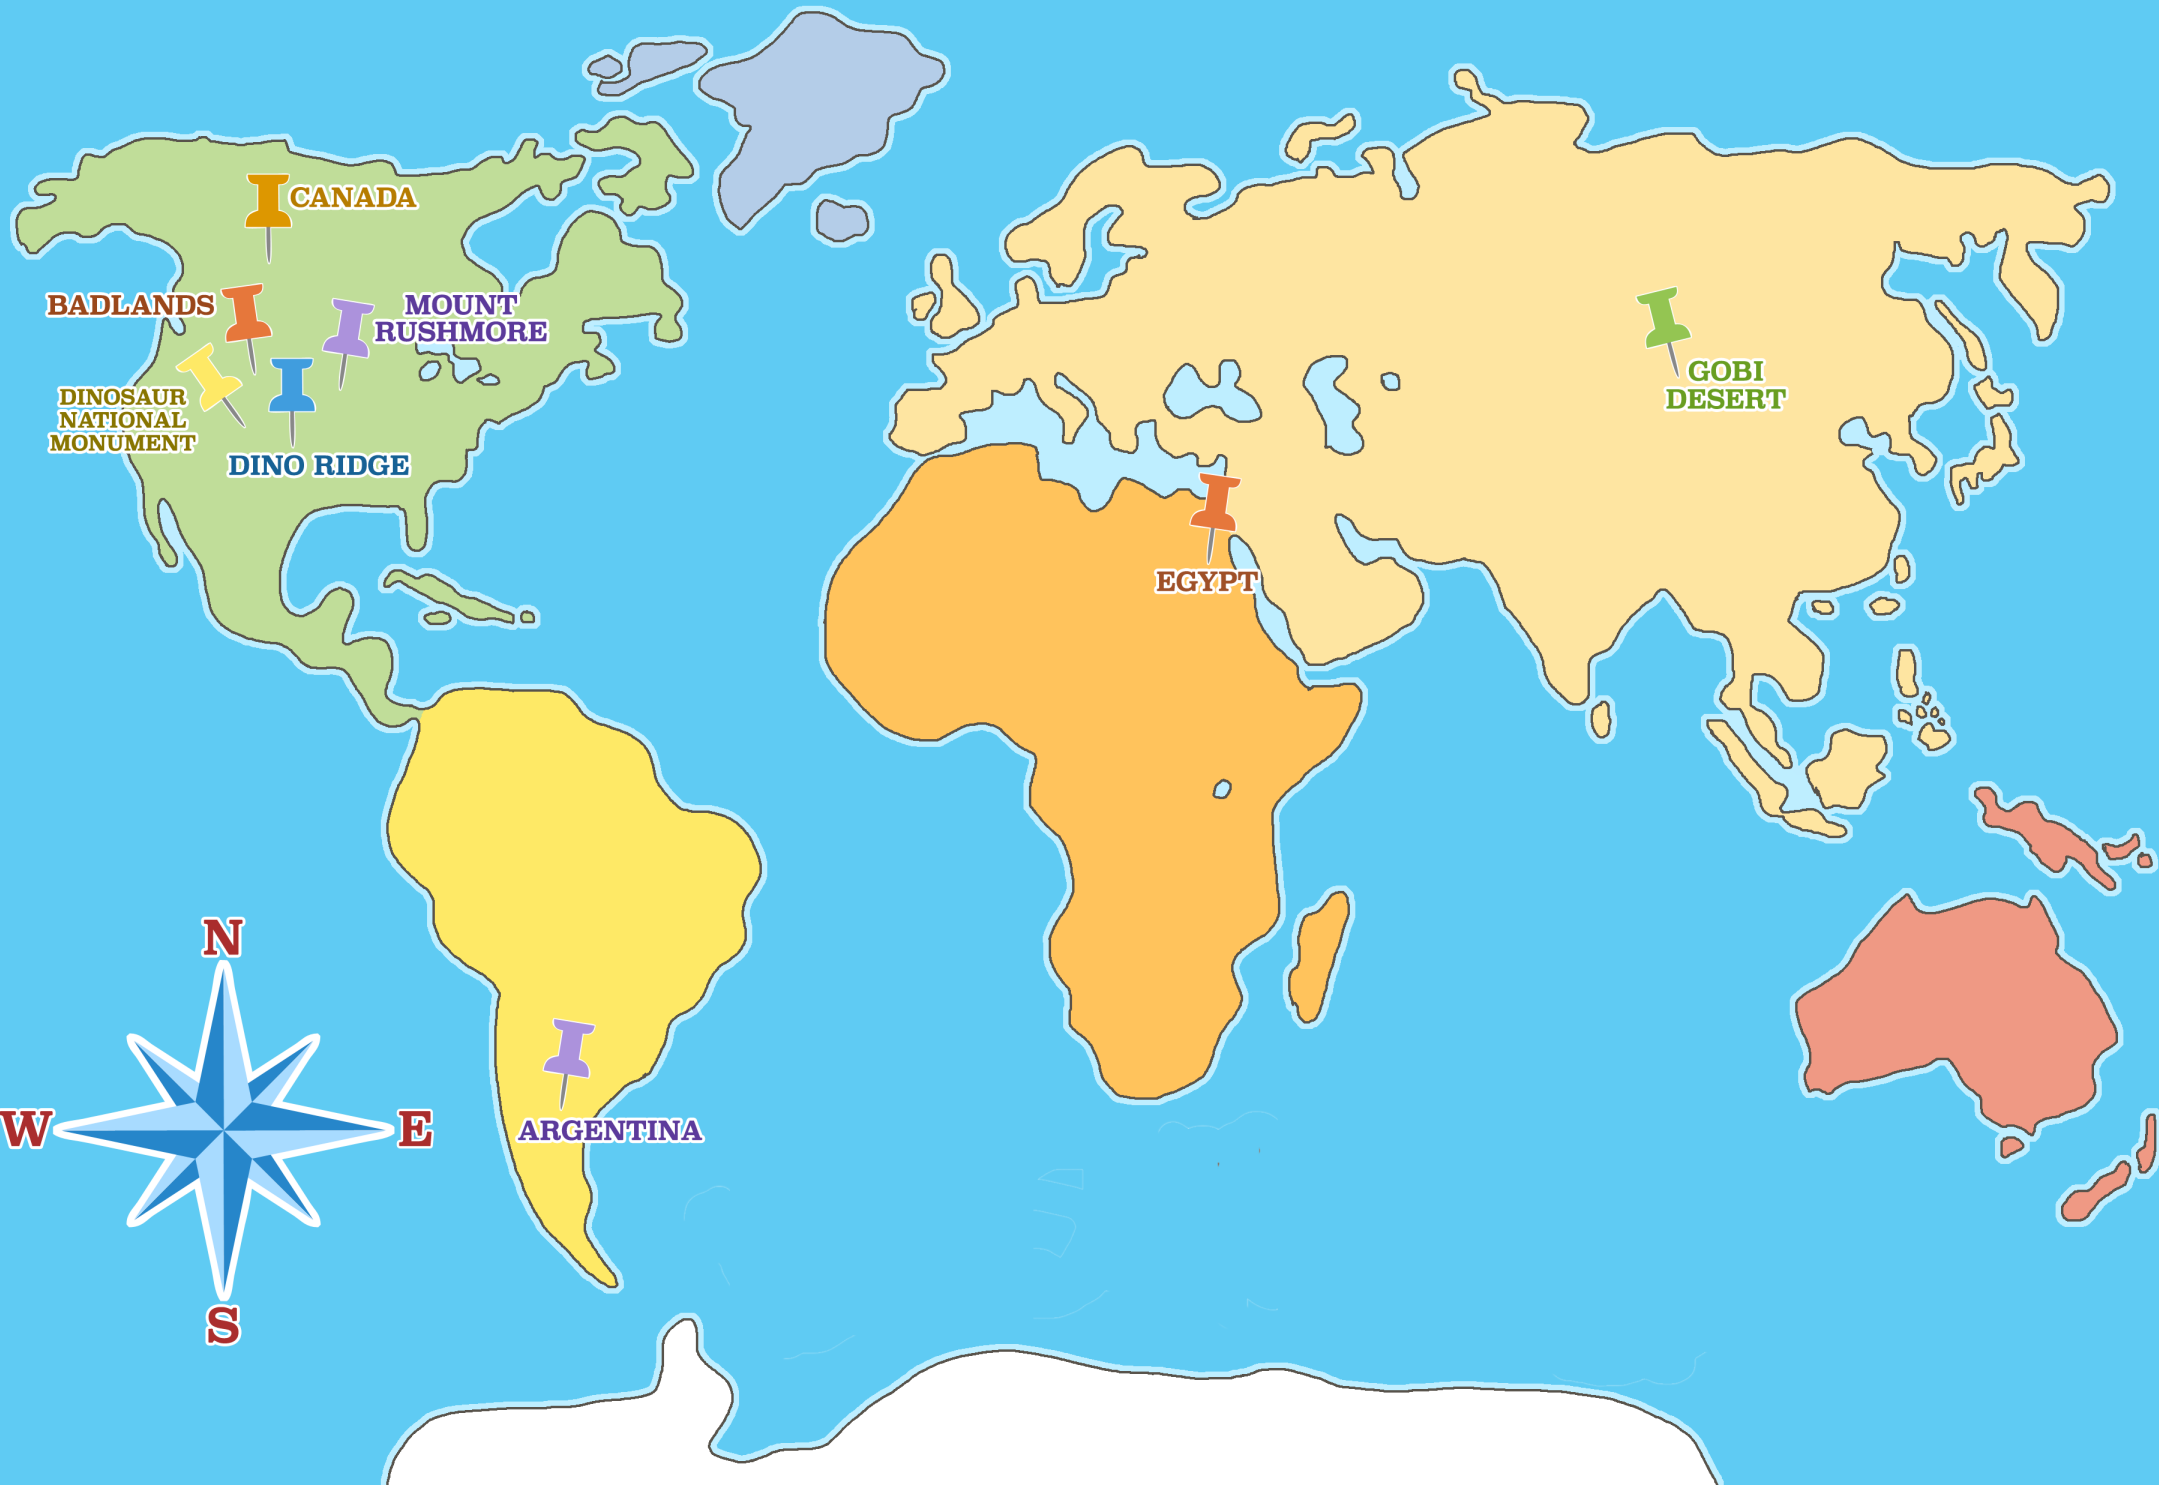 CANADA
BADLANDS
MOUNT
RUSHMORE
DINOSAUR
NATIONAL
MONUMENT
DINO RIDGE
GOBI
DESERT
EGYPT
N
W
E
S
ARGENTINA